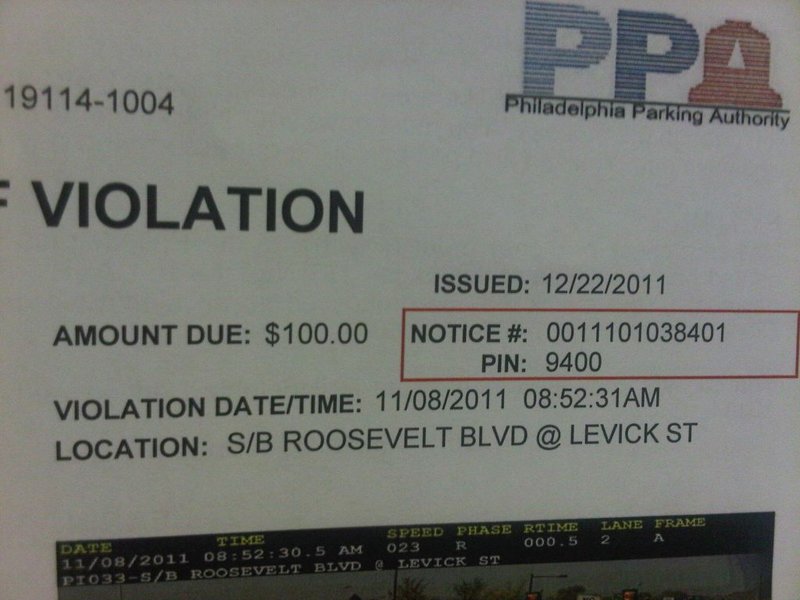 PPA
Philadelphia Parking Authority
19114-1004
F VIOLATION
ISSUED: 12/22/2011
AMOUNT DUE: $100.00 NOTICE #: 0011101038401
PIN: 9400
VIOLATION DATE/TIME: 11/08/2011 08:52:31AM
LOCATION: S/B ROOSEVELT BLVD @ LEVICK ST
DATE TIME SPEED PHASE RTIME LANE FRAME
11/08/2011 08:52:30.5 AM 023 R 000.5 2 A
PI033-S/B ROOSEVELT BLVD @ LEVICK ST